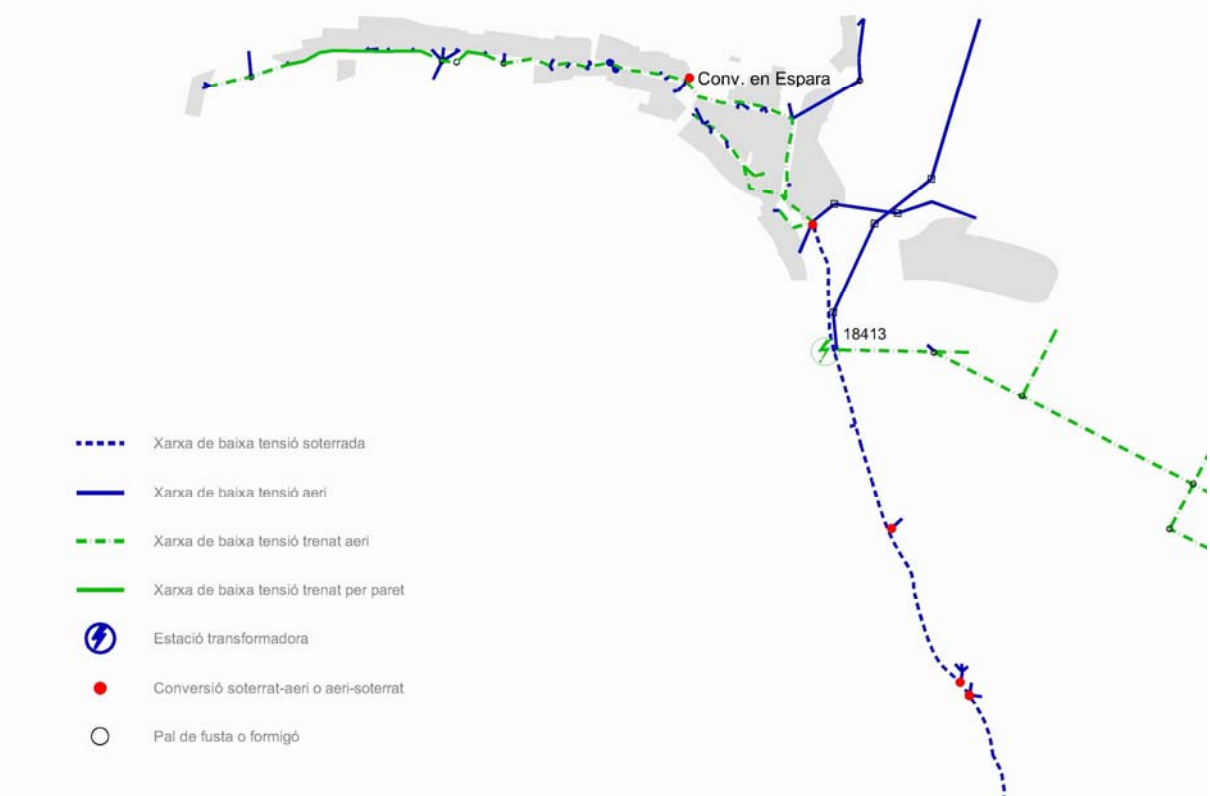 Conv. en Espara
18413
Xarxa de baixa tensió soterrada
Xarxa de baixa tensió aeri
Xarxa de baixa tensió trenat aeri
Xarxa de baixa tensió trenat per paret
Estació transformadora
Conversió soterrat-aeri o aeri-soterrat
Pal de fusta o formigó